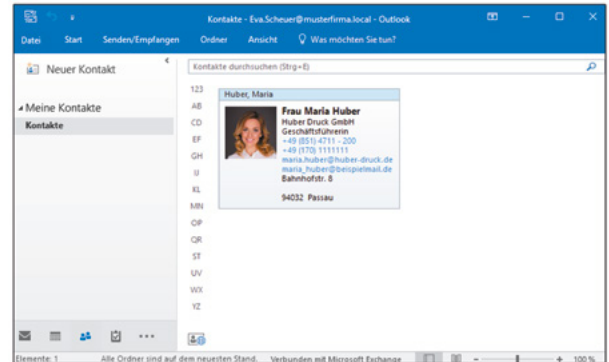 Kontakte - Eva.Scheuer@musterfirma.local - Outlook
Datei Start Senden/Empfangen Ordner Ansicht Was möchten Sie tun?
Neuer Kontakt
Kontakte durchsuchen (Strg+E)
Meine Kontakte
Kontakte
123
AB
CD
EF
GH
IJ
KL
MN
OP
QR
ST
UV
WX
YZ
Huber, Maria
Frau Maria Huber
Huber Druck GmbH
Geschäftsführerin
+49 (851) 4711 - 200
+49 (170) 1111111
maria.huber@huber-druck.de
maria_huber@beispielmail.de
Bahnhofstr. 8
94032 Passau
Elemente: 1 Alle Ordner sind auf dem neuesten Stand. Verbunden mit Microsoft Exchange 100 %